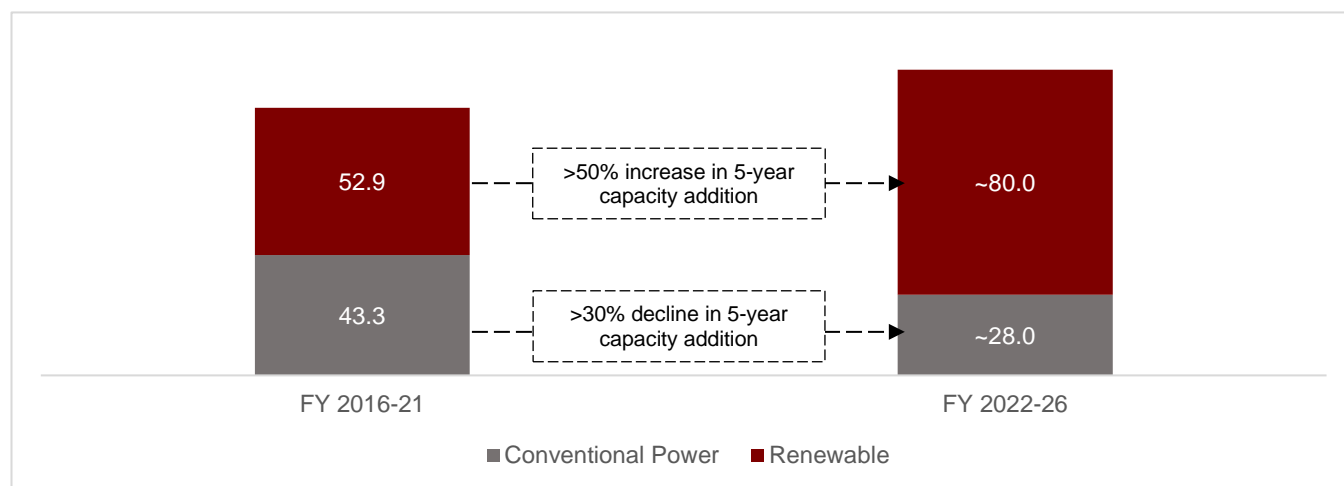 52.9
>50% increase in 5-year
capacity addition
~80.0
43.3
>30% decline in 5-year
capacity addition
~28.0
FY 2016-21
FY 2022-26
Conventional Power
Renewable